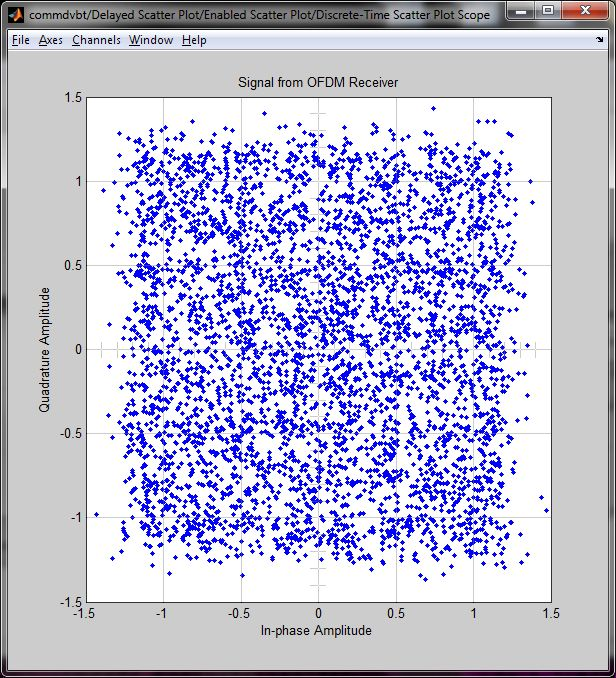 commdvbt/Delayed Scatter Plot/Enabled Scatter Plot/Discrete-Time Scatter Plot Scope
File Axes Channels Window Help
Signal from OFDM Receiver
1.5
1
0.5
0
-0.5
-1
-1.5
Quadrature Amplitude
-1.5 -1 -0.5 0 0.5 1 1.5
In-phase Amplitude